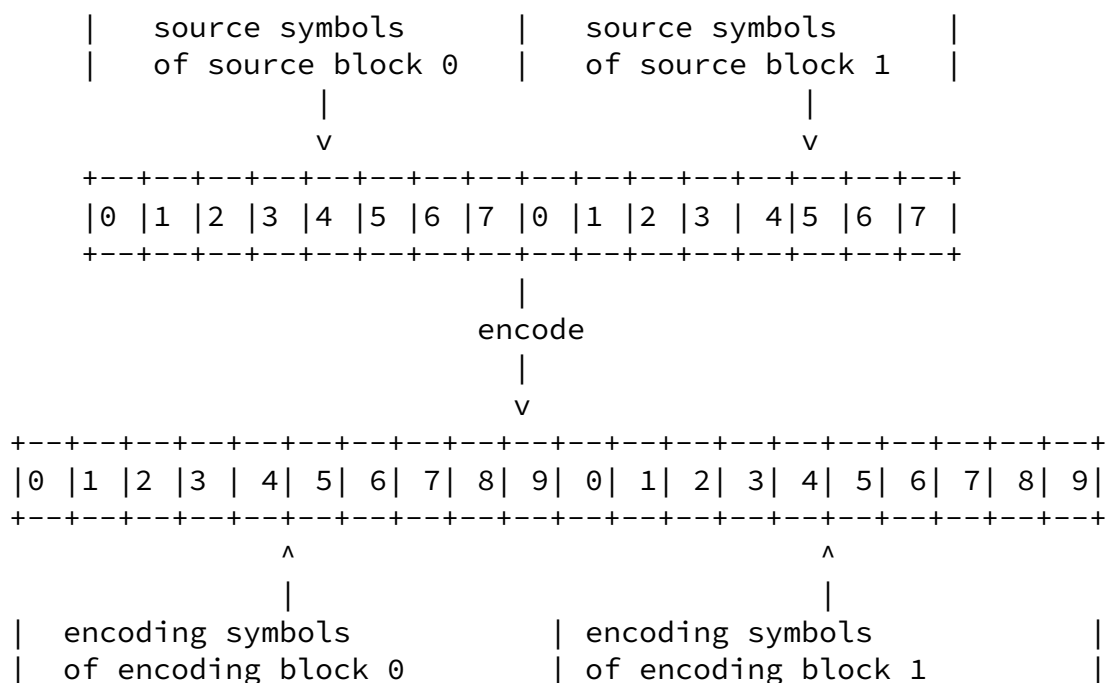 |   source symbols      |   source symbols      |
|   of source block 0   |   of source block 1   |
            |                          |
            v                          v
+--+--+--+--+--+--+--+--+--+--+--+--+--+--+--+--+
|0 |1 |2 |3 |4 |5 |6 |7 |0 |1 |2 |3 | 4|5 |6 |7 |
+--+--+--+--+--+--+--+--+--+--+--+--+--+--+--+--+
                        |
                      encode
                        |
                        v
+--+--+--+--+--+--+--+--+--+--+--+--+--+--+--+--+--+--+--+--+
|0 |1 |2 |3 | 4| 5| 6| 7| 8| 9| 0| 1| 2| 3| 4| 5| 6| 7| 8| 9|
+--+--+--+--+--+--+--+--+--+--+--+--+--+--+--+--+--+--+--+--+
               ^                             ^
               |                             |
|  encoding symbols           | encoding symbols            |
|  of encoding block 0        | of encoding block 1         |